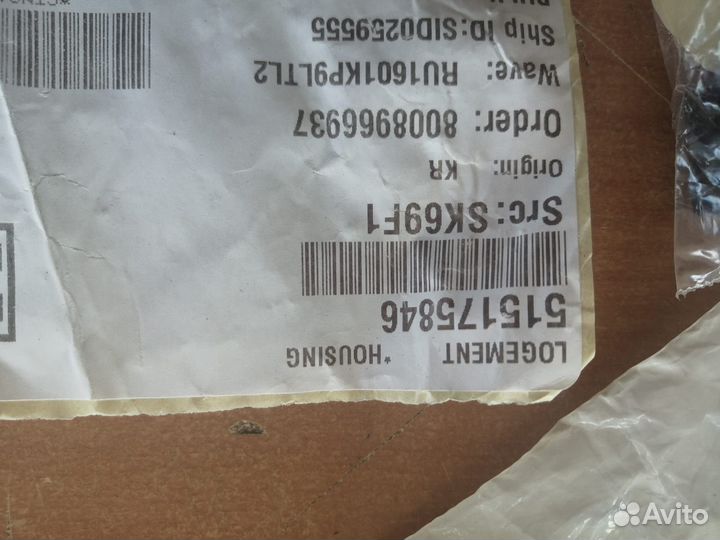 LOGEMENT *HOUSING
515175846
Src:SK69F1
Origin: KR
Order: 8008966937
Wave: RU1601KP9LTL2
Ship ID:SID0259555
Avito